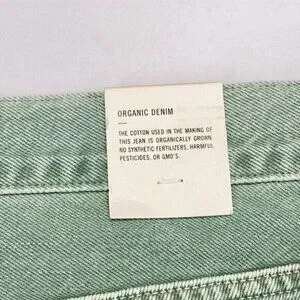 ORGANIC DENIM
THE COTTON USED IN THE MAKING OF
THIS JEAN IS ORGANICALLY GROWN.
NO SYNTHETIC FERTILIZERS, HARMFUL
PESTICIDES, OR GMO'S.